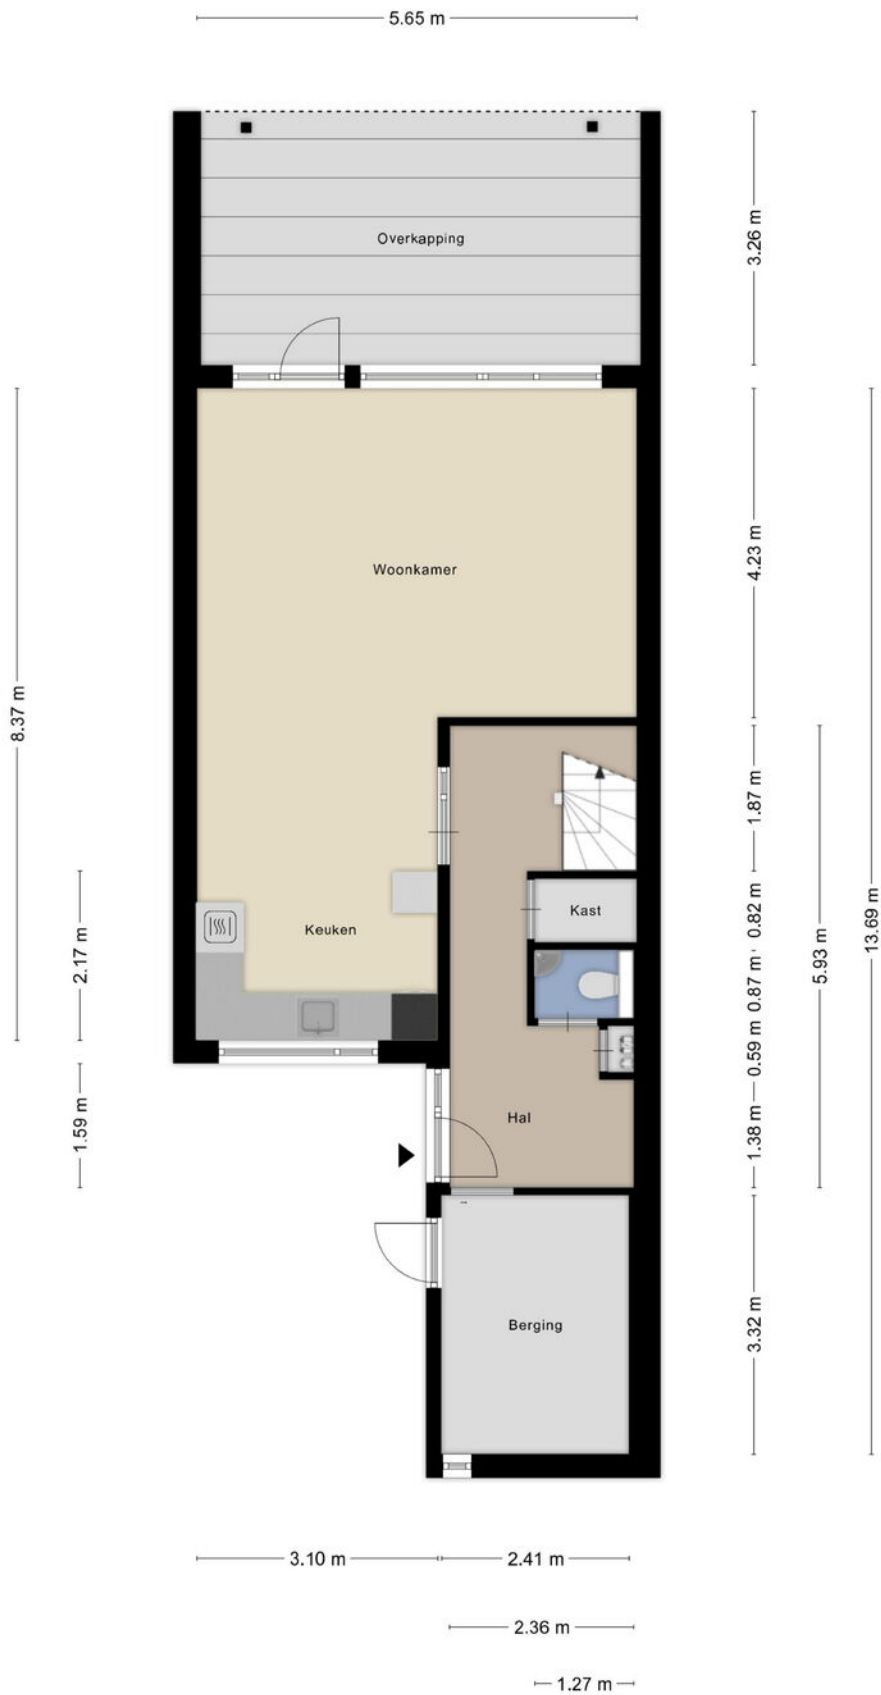 5.65 m
Overkapping
3.26 m
Woonkamer
4.23 m
8.37 m
1.87 m
Kast
0.82 m
Keuken
2.17 m
0.87 m
5.93 m
13.69 m
0.59 m
Hal
1.59 m
1.38 m
Berging
3.32 m
3.10 m
2.41 m
2.36 m
1.27 m